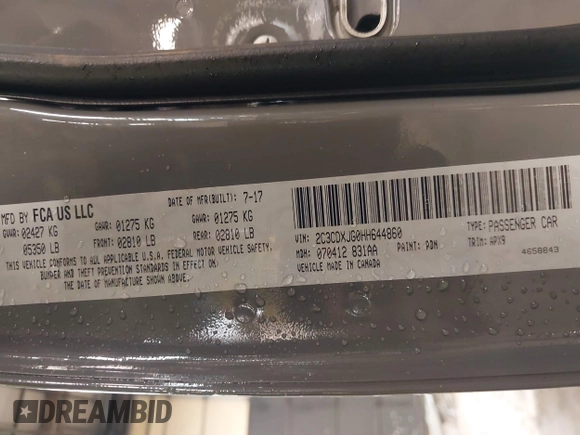 MFD BY FCA US LLC
DATE OF MFR(BUILT): 7-17
GVWR: 02427 KG
GAWR: 01275 KG
GAWR: 01275 KG
05350 LB
FRONT: 02810 LB
REAR: 02810 LB
THIS VEHICLE CONFORMS TO ALL APPLICABLE U.S.A. FEDERAL MOTOR VEHICLE SAFETY,
BUMPER AND THEFT PREVENTION STANDARDS IN EFFECT ON
THE DATE OF MANUFACTURE SHOWN ABOVE.
VIN: 2C3CDXJG0HH644860
TYPE: PASSENGER CAR
MDH: 070412 831AA
PAINT: PDN
TRIM: APX9
VEHICLE MADE IN CANADA
4658843
DREAMBID